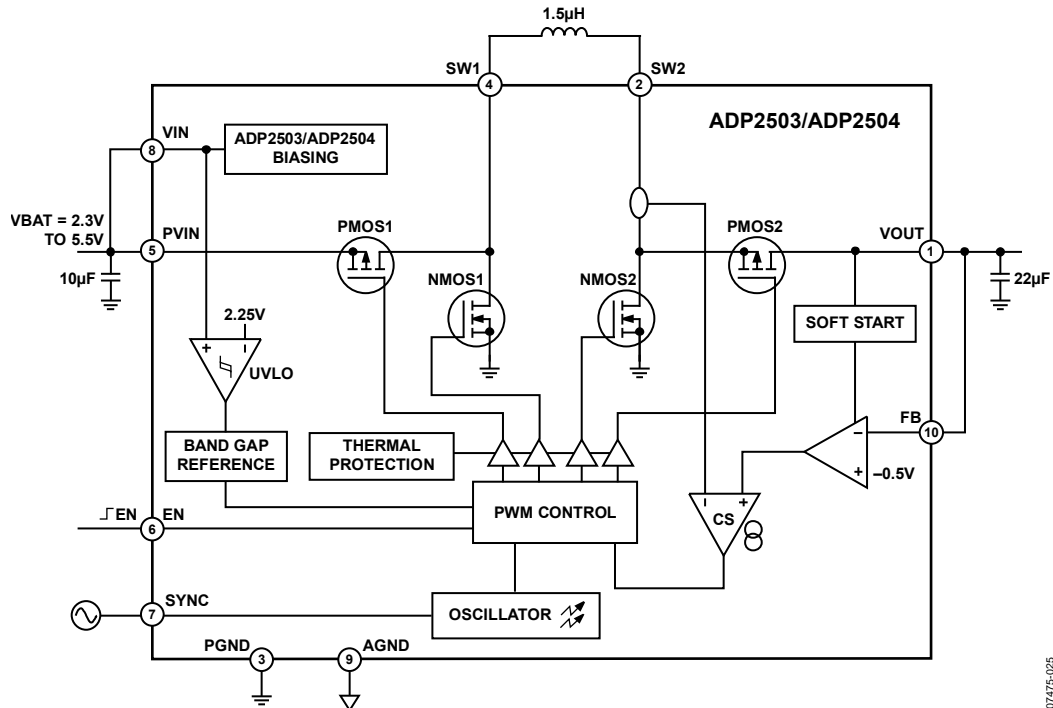 1.5µH
SW1
SW2
4
2
ADP2503/ADP2504
VIN
8
ADP2503/ADP2504
BIASING
VBAT = 2.3V
TO 5.5V
PVIN
5
PMOS1
PMOS2
VOUT
1
10µF
22µF
NMOS1
NMOS2
SOFT START
2.25V
+
–
UVLO
FB
10
–
+
–0.5V
BAND GAP
REFERENCE
THERMAL
PROTECTION
PWM CONTROL
–
+
CS
EN
EN
6
SYNC
7
OSCILLATOR
PGND
AGND
3
9
07475-025